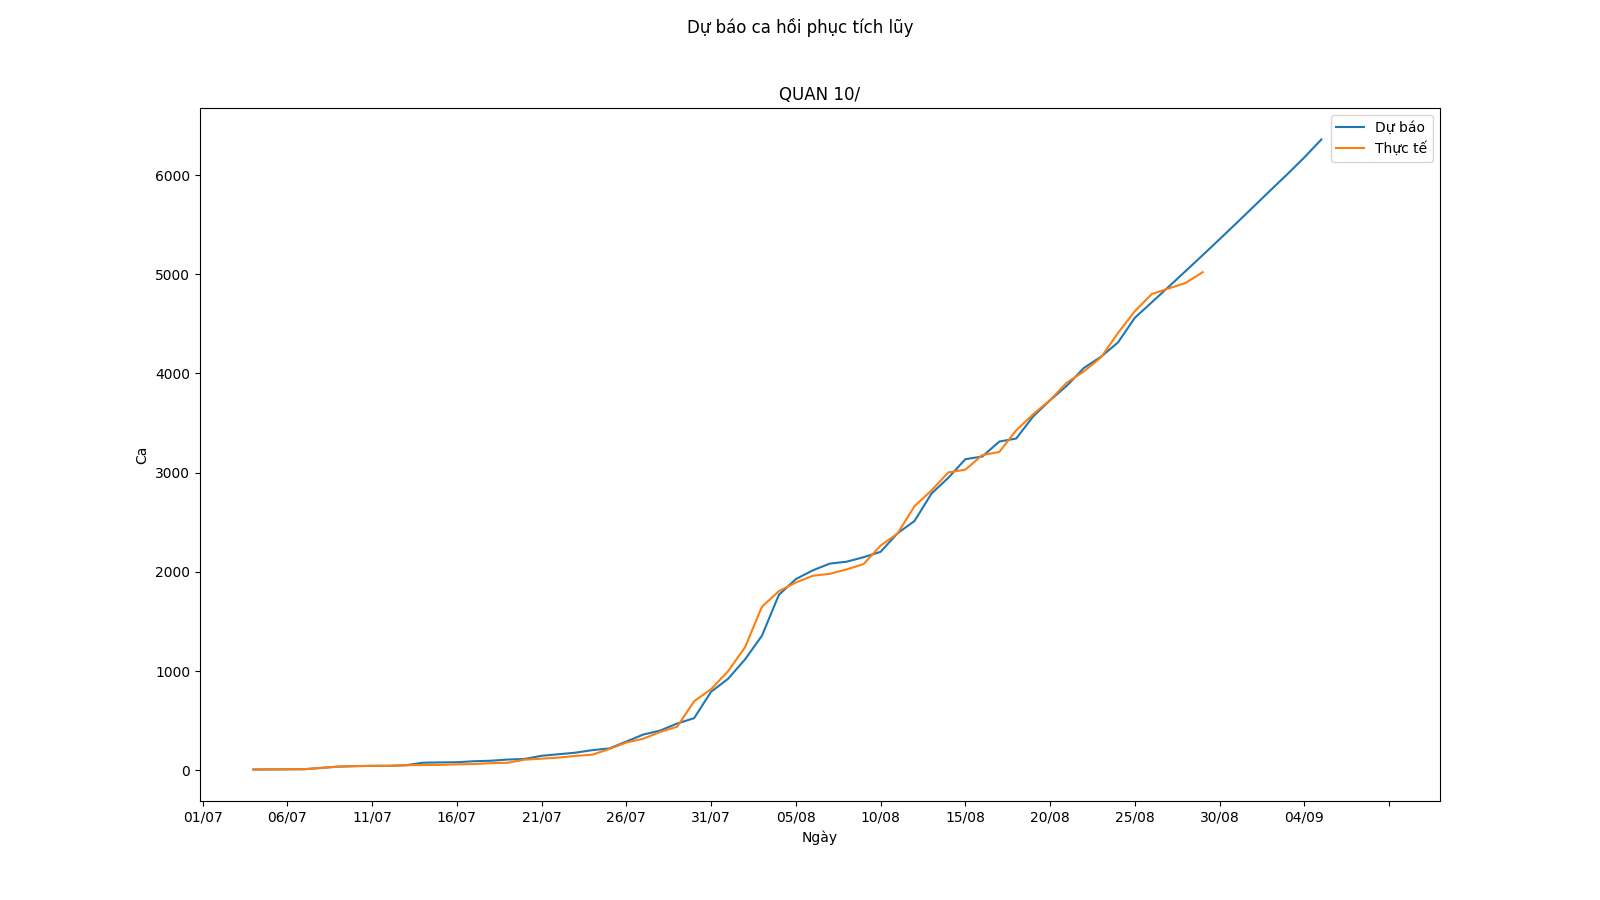 Dự báo ca hồi phục tích lũy
QUAN 10/
Dự báo
Thực tế
6000
5000
4000
3000
2000
1000
0
Ca
01/07 06/07 11/07 16/07 21/07 26/07 31/07 05/08 10/08 15/08 20/08 25/08 30/08 04/09
Ngày